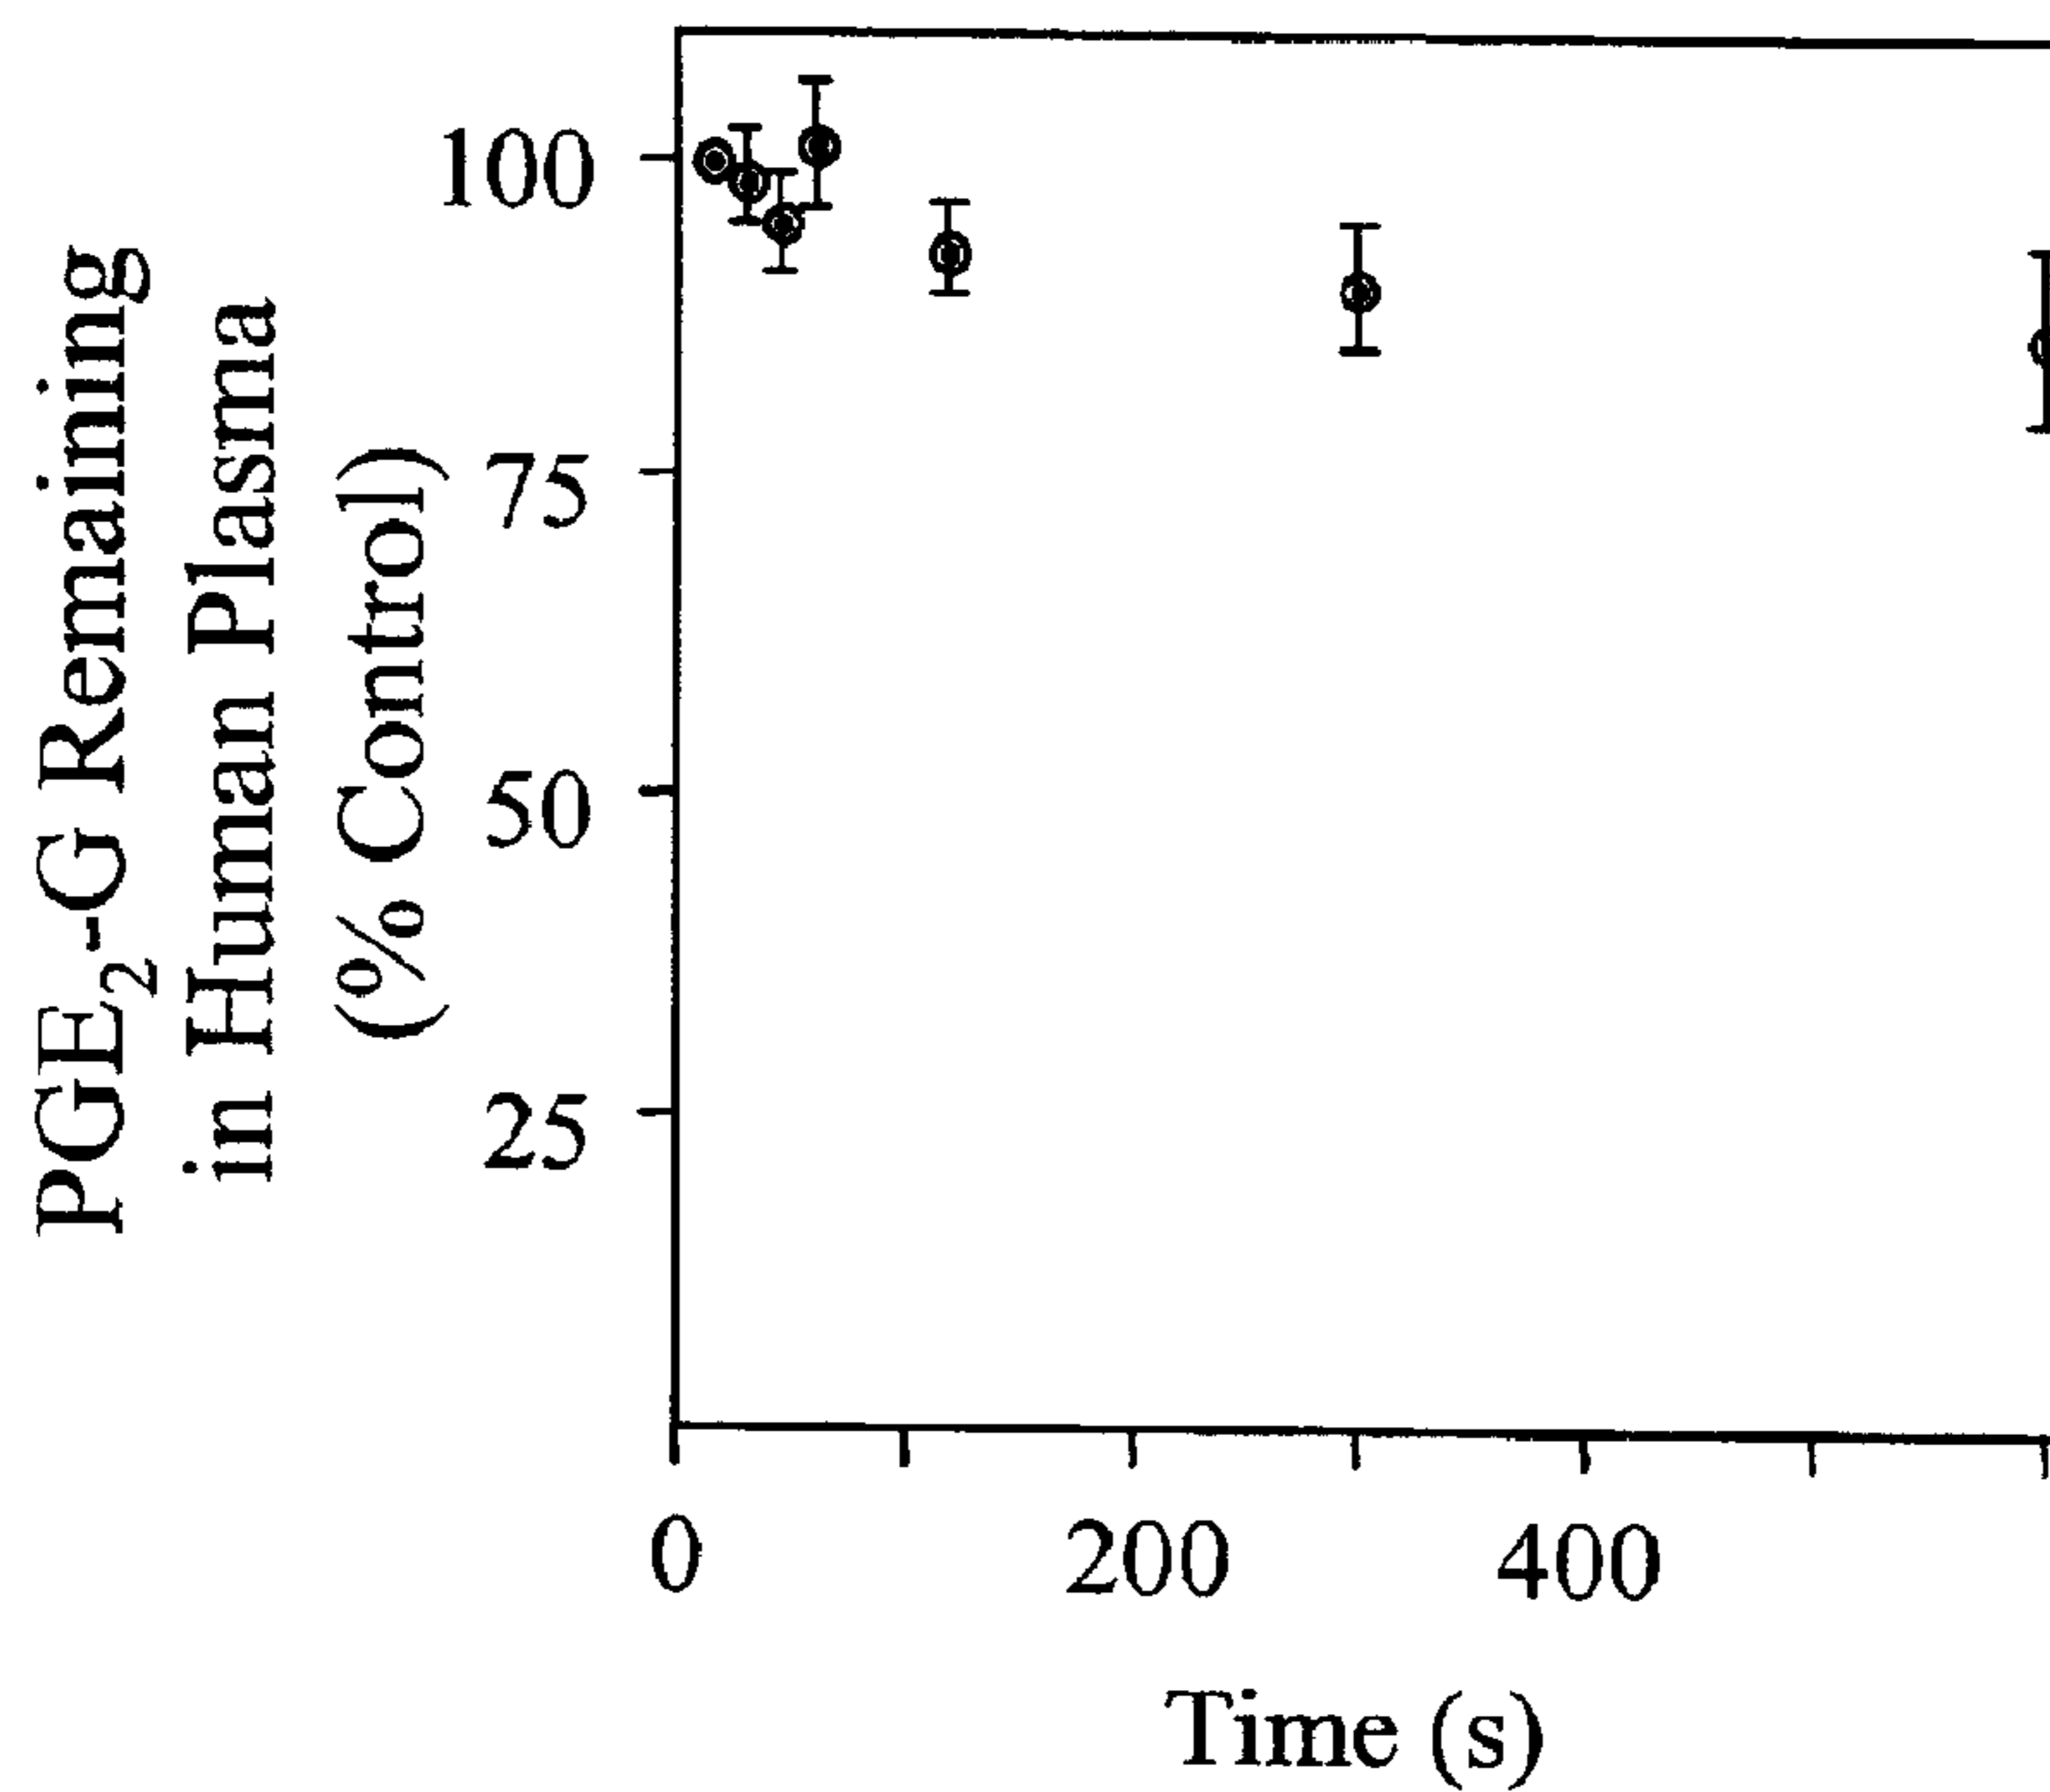 PGE₂-G Remaining
in Human Plasma
(% Control)
100
75
50
25
0 200 400
Time (s)